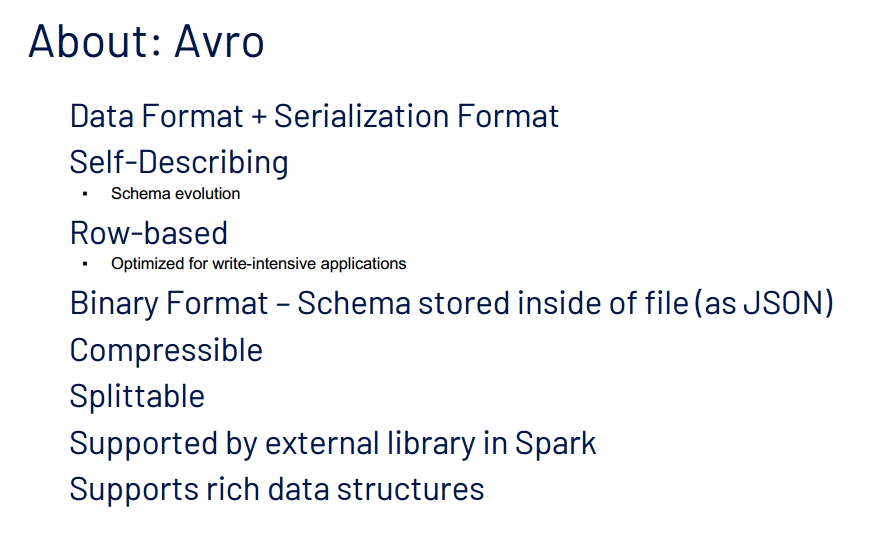 About: Avro
Data Format + Serialization Format
Self-Describing
▪ Schema evolution
Row-based
▪ Optimized for write-intensive applications
Binary Format – Schema stored inside of file (as JSON)
Compressible
Splittable
Supported by external library in Spark
Supports rich data structures